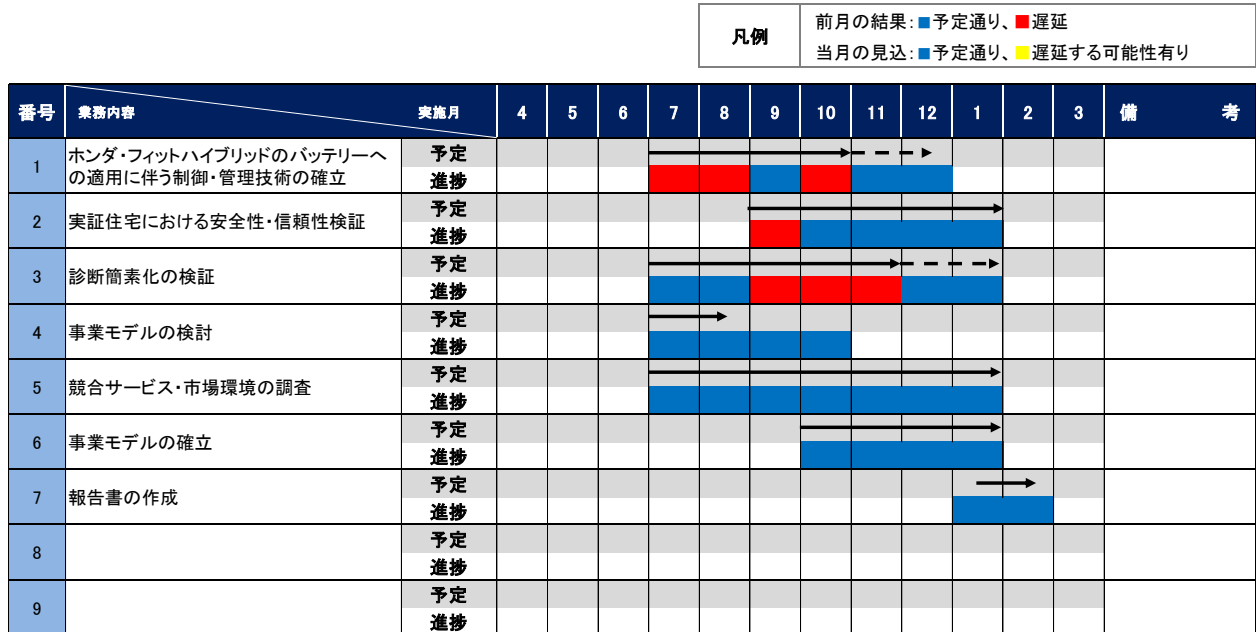 凡例
前月の結果:■予定通り、■遅延
当月の見込:■予定通り、■遅延する可能性有り
番号 業務内容 実施月 4 5 6 7 8 9 10 11 12 1 2 3 備 考
1 ホンダ・フィットハイブリッドのバッテリーへ 予定
の適用に伴う制御・管理技術の確立 進捗
2 実証住宅における安全性・信頼性検証 予定
進捗
3 診断簡素化の検証 予定
進捗
4 事業モデルの検討 予定
進捗
5 競合サービス・市場環境の調査 予定
進捗
6 事業モデルの確立 予定
進捗
7 報告書の作成 予定
進捗
8 予定
進捗
9 予定
進捗